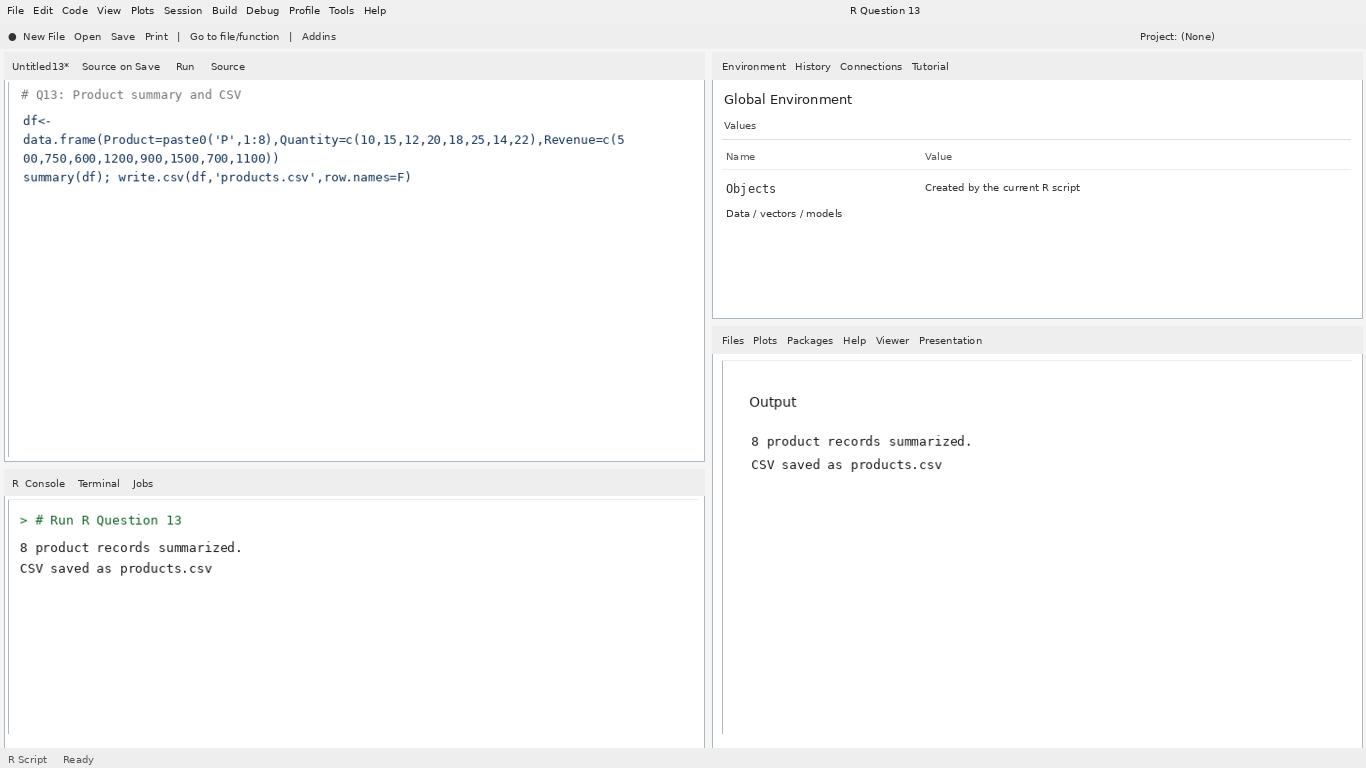 File Edit Code View Plots Session Build Debug Profile Tools Help
R Question 13
● New File Open Save Print | Go to file/function | Addins
Project: (None)
Untitled13* Source on Save Run Source
# Q13: Product summary and CSV
df<-
data.frame(Product=paste0('P',1:8),Quantity=c(10,15,12,20,18,25,14,22),Revenue=c(5
00,750,600,1200,900,1500,700,1100))
summary(df); write.csv(df,'products.csv',row.names=F)
R Console Terminal Jobs
> # Run R Question 13
8 product records summarized.
CSV saved as products.csv
Environment History Connections Tutorial
Global Environment
Values
Name Value
Objects Created by the current R script
Data / vectors / models
Files Plots Packages Help Viewer Presentation
Output
8 product records summarized.
CSV saved as products.csv
R Script Ready